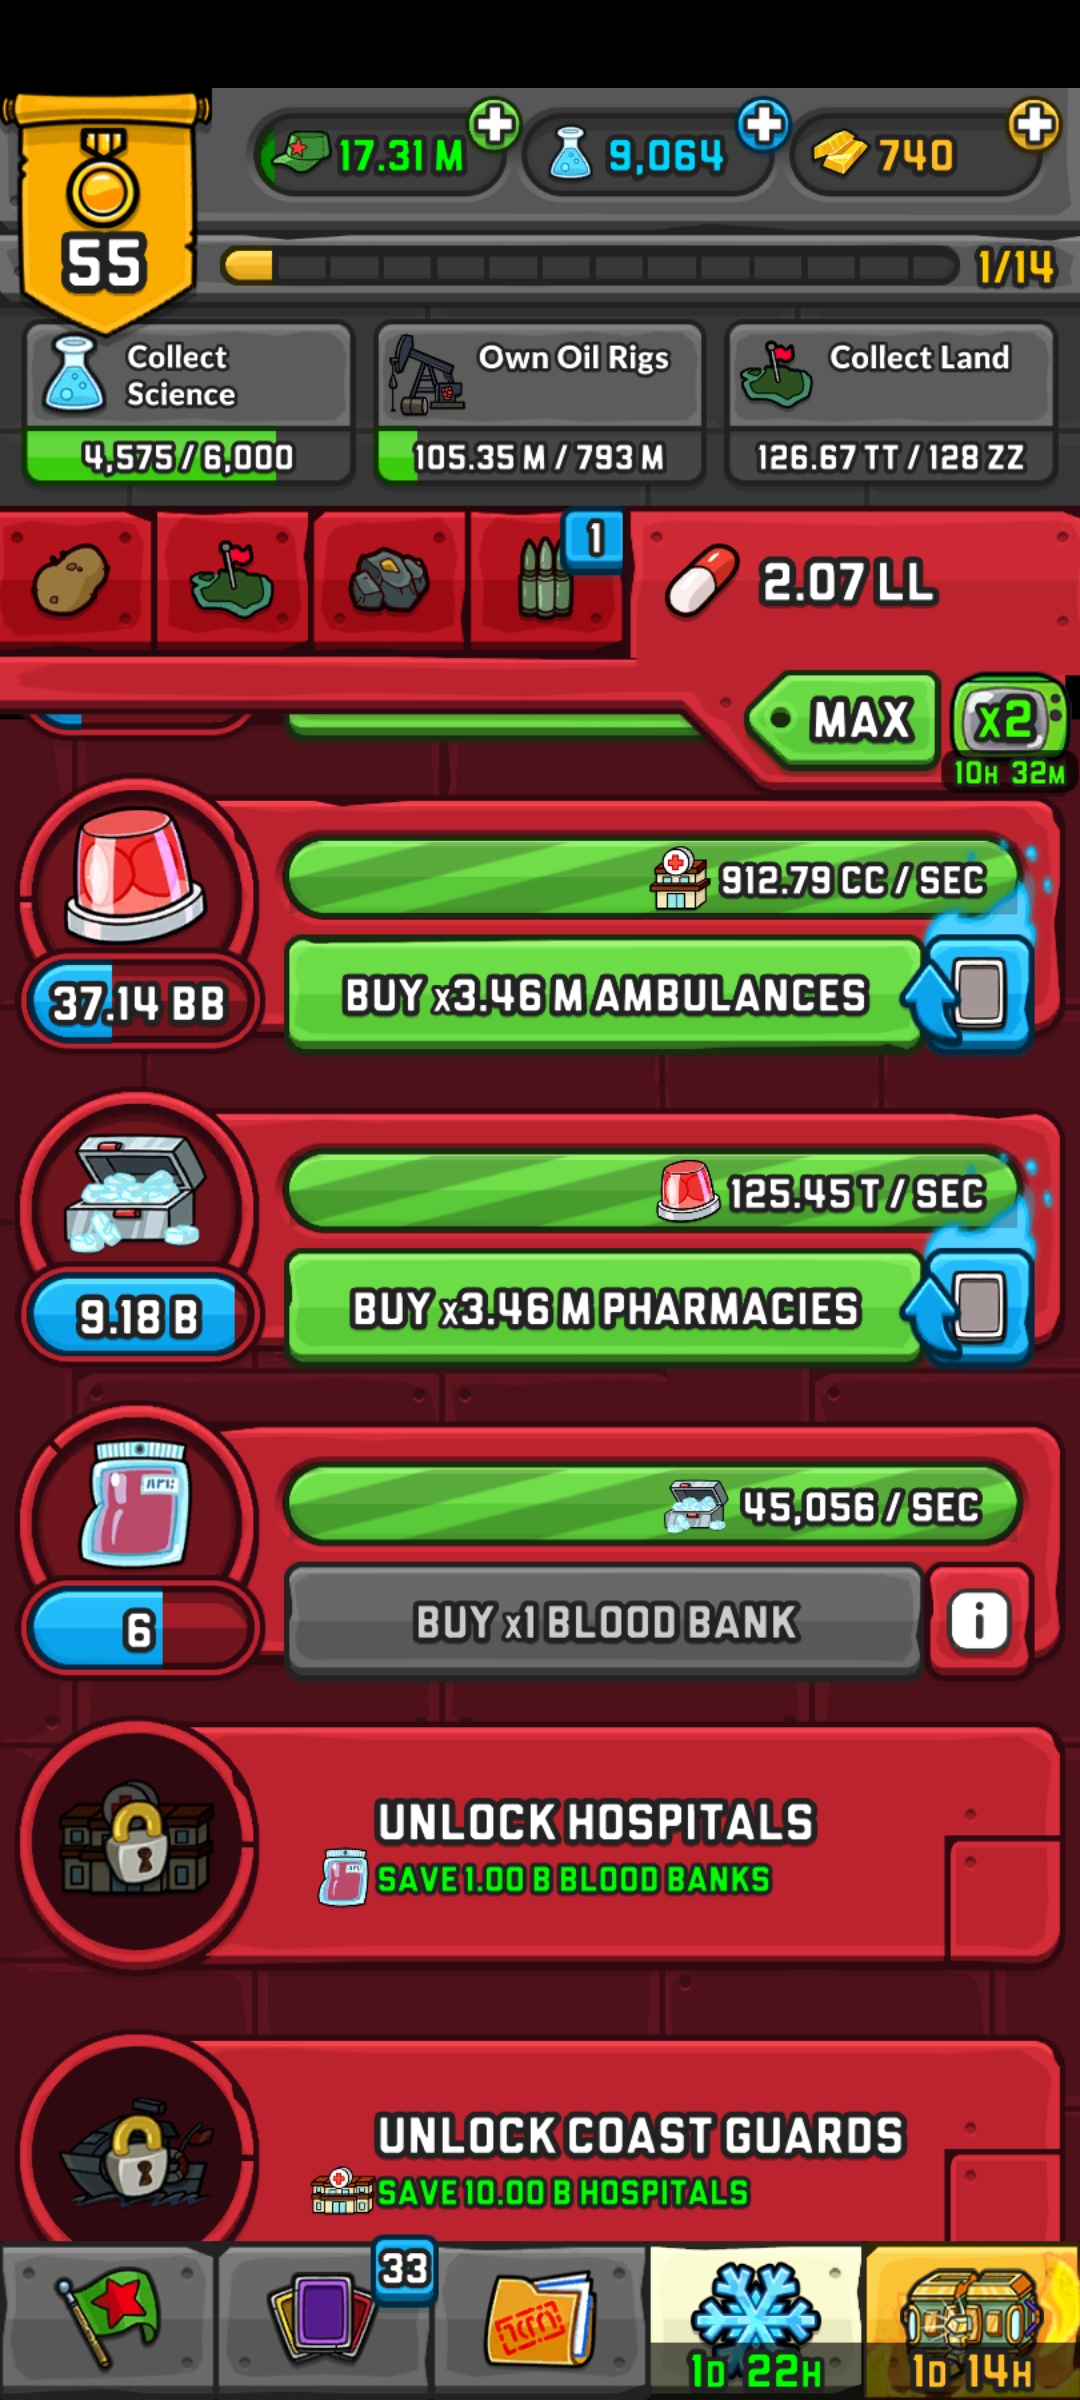 17.31 M
9,064
740
55
1/14
Collect
Science
4,575 / 6,000
Own Oil Rigs
105.35 M / 793 M
Collect Land
126.67 TT / 128 ZZ
1
2.07 LL
MAX
x2
10H 32M
912.79 CC / SEC
37.14 BB
BUY x3.46 M AMBULANCES
125.45 T / SEC
9.18 B
BUY x3.46 M PHARMACIES
45,056 / SEC
6
BUY x1 BLOOD BANK
i
UNLOCK HOSPITALS
SAVE 1.00 B BLOOD BANKS
UNLOCK COAST GUARDS
SAVE 10.00 B HOSPITALS
33
1D 22H
1D 14H